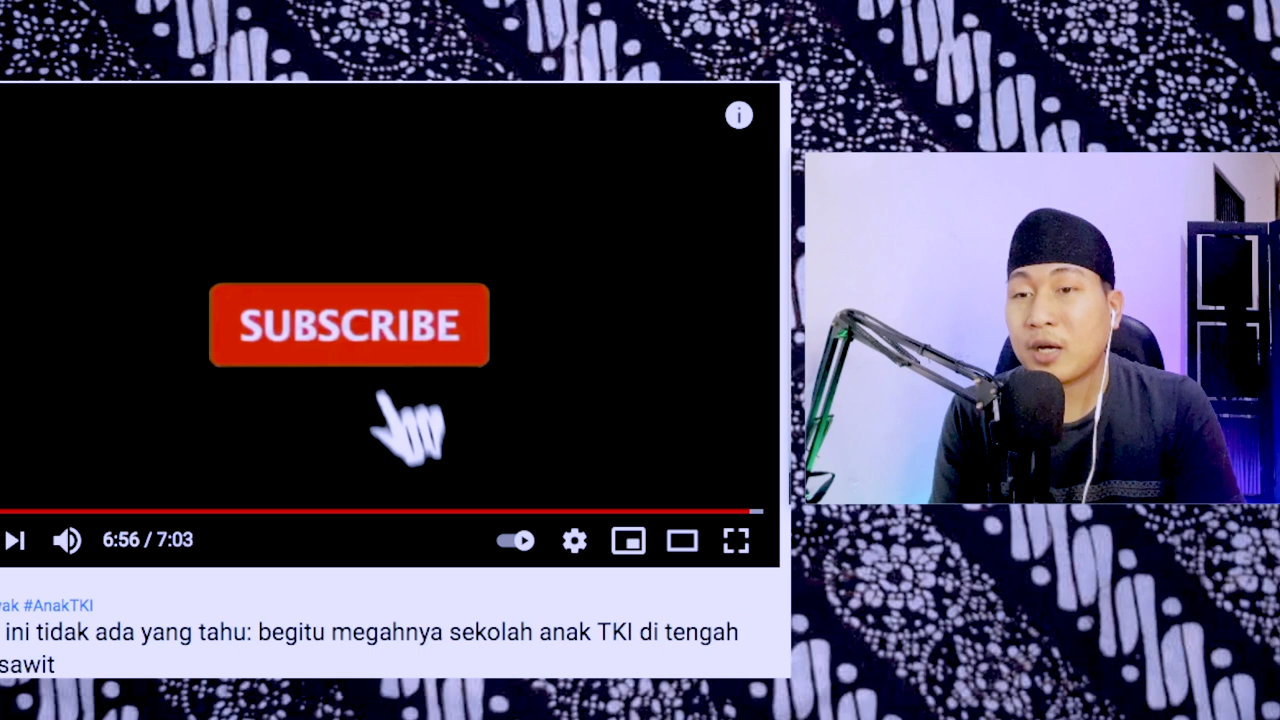 SUBSCRIBE
6:56 / 7:03
#AnakTKI
ini tidak ada yang tahu: begitu megahnya sekolah anak TKI di tengah
sawit